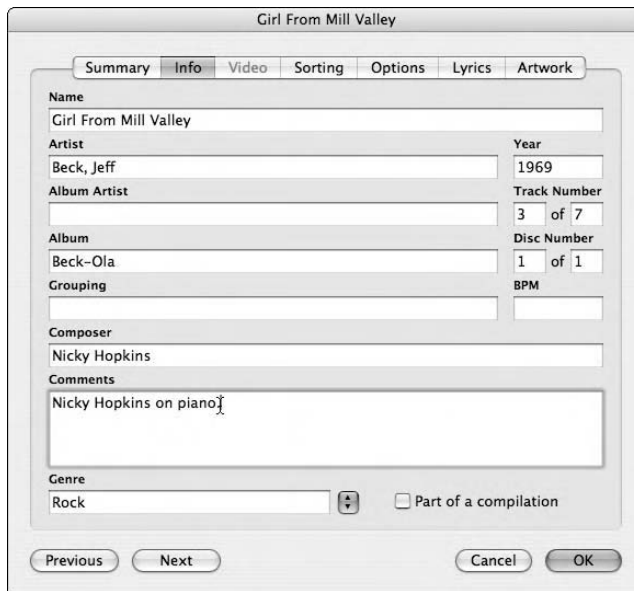 Girl From Mill Valley
Summary Info Video Sorting Options Lyrics Artwork
Name
Girl From Mill Valley
Artist Year
Beck, Jeff 1969
Album Artist Track Number
3 of 7
Album Disc Number
Beck-Ola 1 of 1
Grouping BPM
Composer
Nicky Hopkins
Comments
Nicky Hopkins on piano.
Genre
Rock Part of a compilation
Previous Next Cancel OK